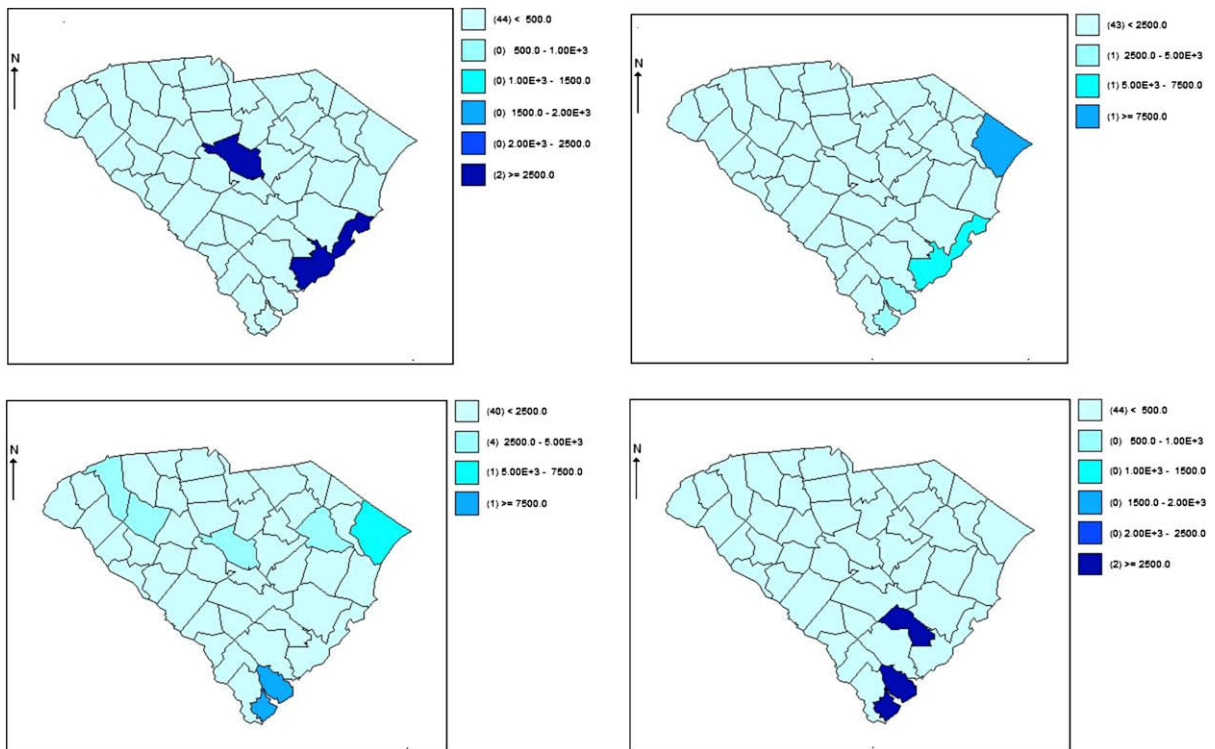 N
(44) < 500.0
(0) 500.0 - 1.00E+3
(0) 1.00E+3 - 1500.0
(0) 1500.0 - 2.00E+3
(0) 2.00E+3 - 2500.0
(2) >= 2500.0
N
(43) < 2500.0
(1) 2500.0 - 5.00E+3
(1) 5.00E+3 - 7500.0
(1) >= 7500.0
N
(40) < 2500.0
(4) 2500.0 - 5.00E+3
(1) 5.00E+3 - 7500.0
(1) >= 7500.0
N
(44) < 500.0
(0) 500.0 - 1.00E+3
(0) 1.00E+3 - 1500.0
(0) 1500.0 - 2.00E+3
(0) 2.00E+3 - 2500.0
(2) >= 2500.0